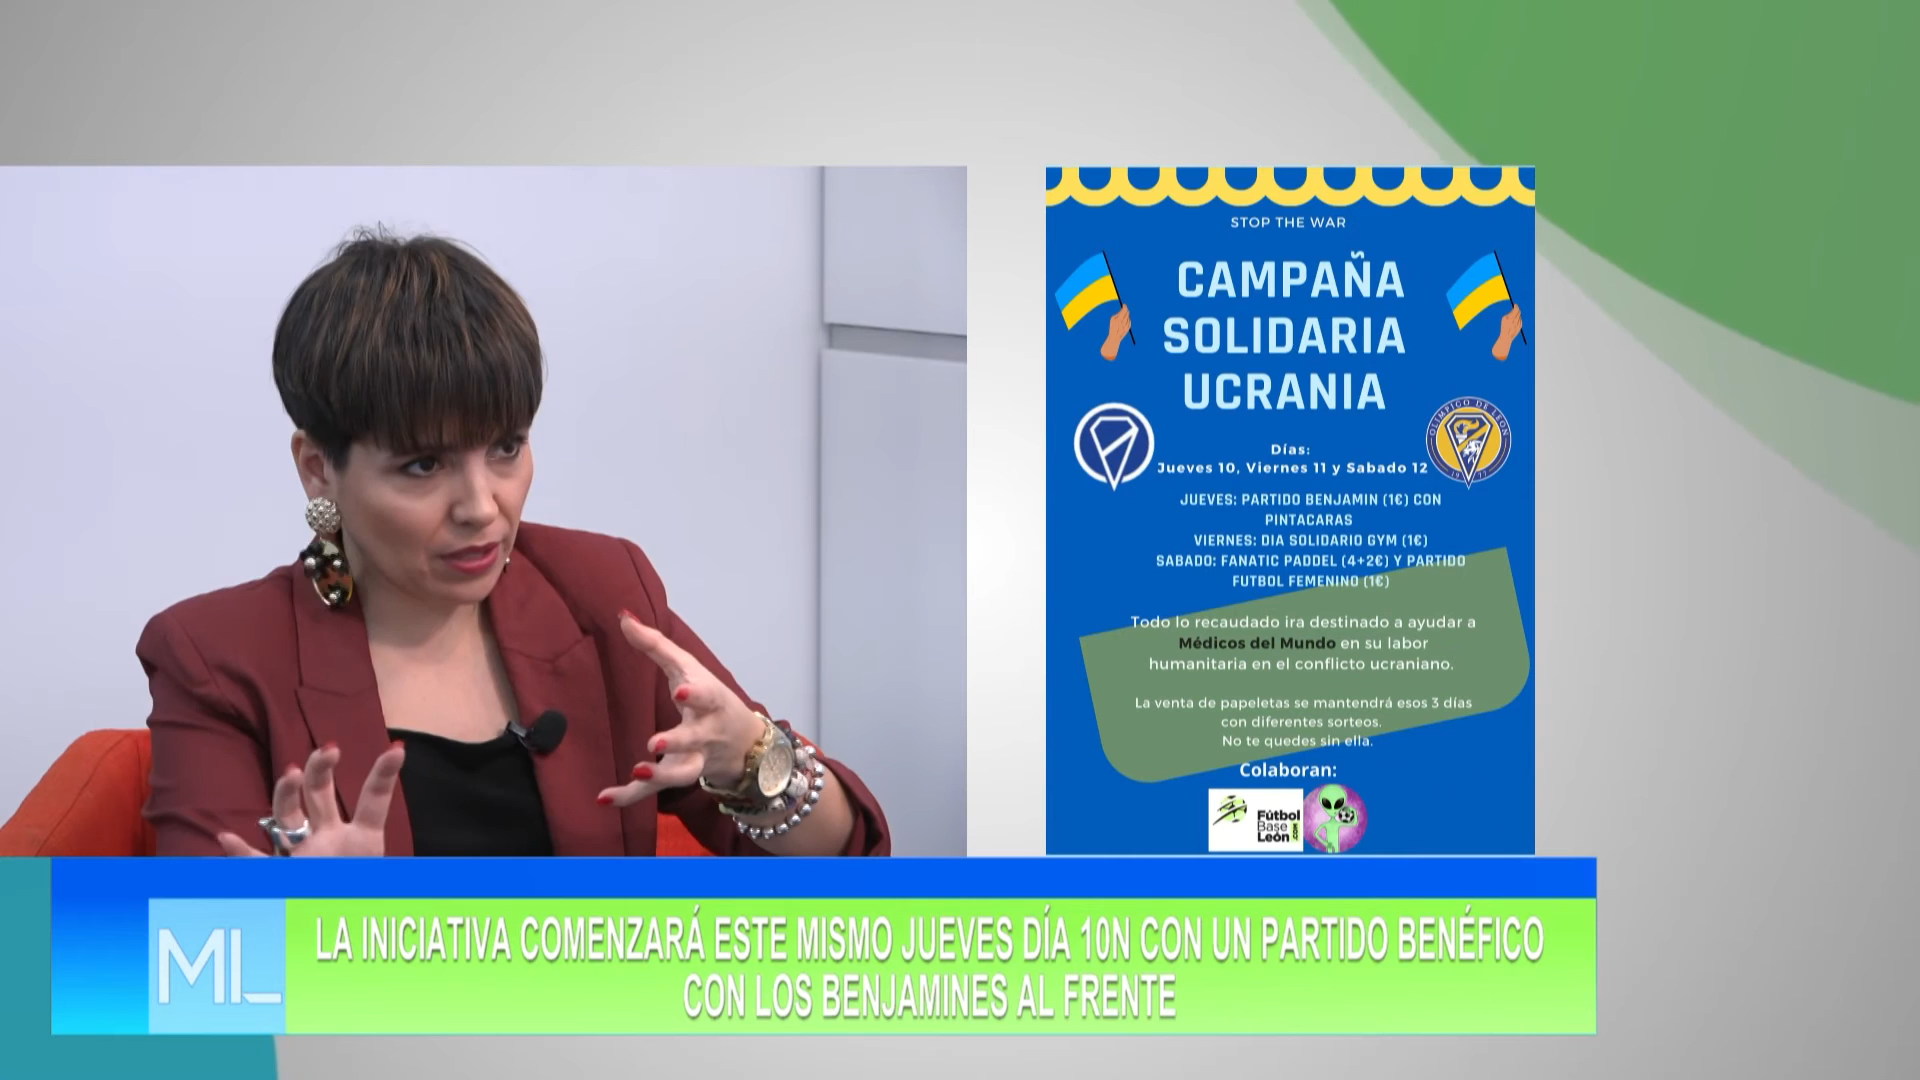 STOP THE WAR
CAMPAÑA
SOLIDARIA
UCRANIA
OLIMPICO DE LEON
Días:
Jueves 10, Viernes 11 y Sabado 12
JUEVES: PARTIDO BENJAMIN (1€) CON
PINTACARAS
VIERNES: DIA SOLIDARIO GYM (1€)
SABADO: FANATIC PADDEL (4+2€) Y PARTIDO
FUTBOL FEMENINO (1€)
Todo lo recaudado ira destinado a ayudar a
Médicos del Mundo en su labor
humanitaria en el conflicto ucraniano.
La venta de papeletas se mantendrá esos 3 días
con diferentes sorteos.
No te quedes sin ella.
Colaboran:
Fútbol
Base
León
.COM
ML
LA INICIATIVA COMENZARÁ ESTE MISMO JUEVES DÍA 10N CON UN PARTIDO BENÉFICO
CON LOS BENJAMINES AL FRENTE